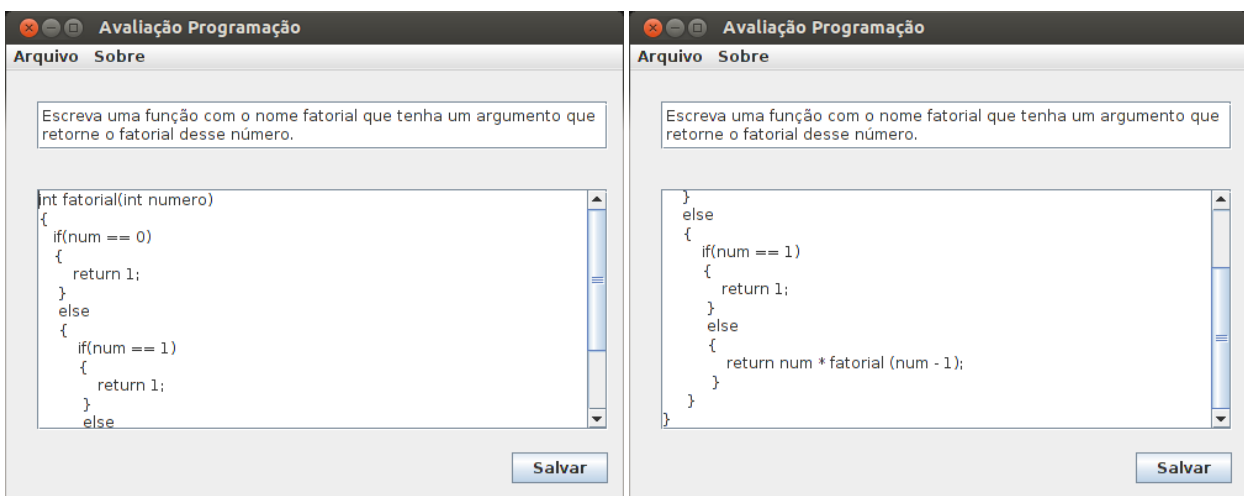 Avaliação Programação
Arquivo Sobre
Escreva uma função com o nome fatorial que tenha um argumento que
retorne o fatorial desse número.
int fatorial(int numero)
{
if(num == 0)
{
return 1;
}
else
{
if(num == 1)
{
return 1;
}
else
Salvar
Avaliação Programação
Arquivo Sobre
Escreva uma função com o nome fatorial que tenha um argumento que
retorne o fatorial desse número.
}
else
{
if(num == 1)
{
return 1;
}
else
{
return num * fatorial (num - 1);
}
}
}
Salvar